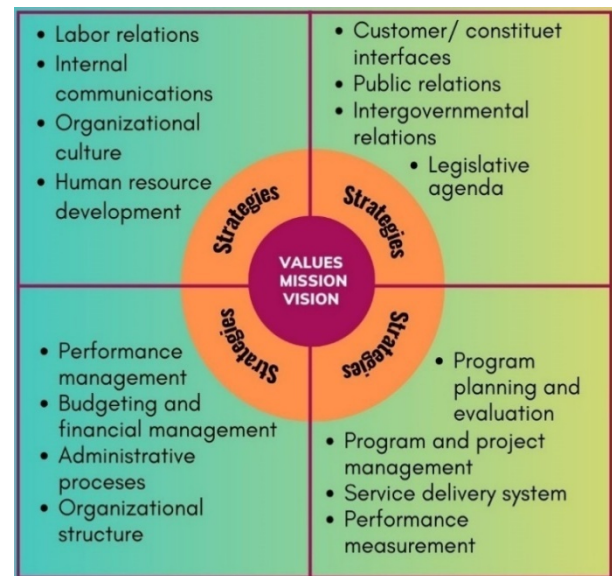 • Labor relations
• Internal
communications
• Organizational
culture
• Human resource
development
• Customer/ constituet
interfaces
• Public relations
• Intergovernmental
relations
• Legislative
agenda
Strategies
Strategies
VALUES
MISSION
VISION
Strategies
Strategies
• Performance
management
• Budgeting and
financial management
• Administrative
proceses
• Organizational
structure
• Program
planning and
evaluation
• Program and project
management
• Service delivery system
• Performance
measurement